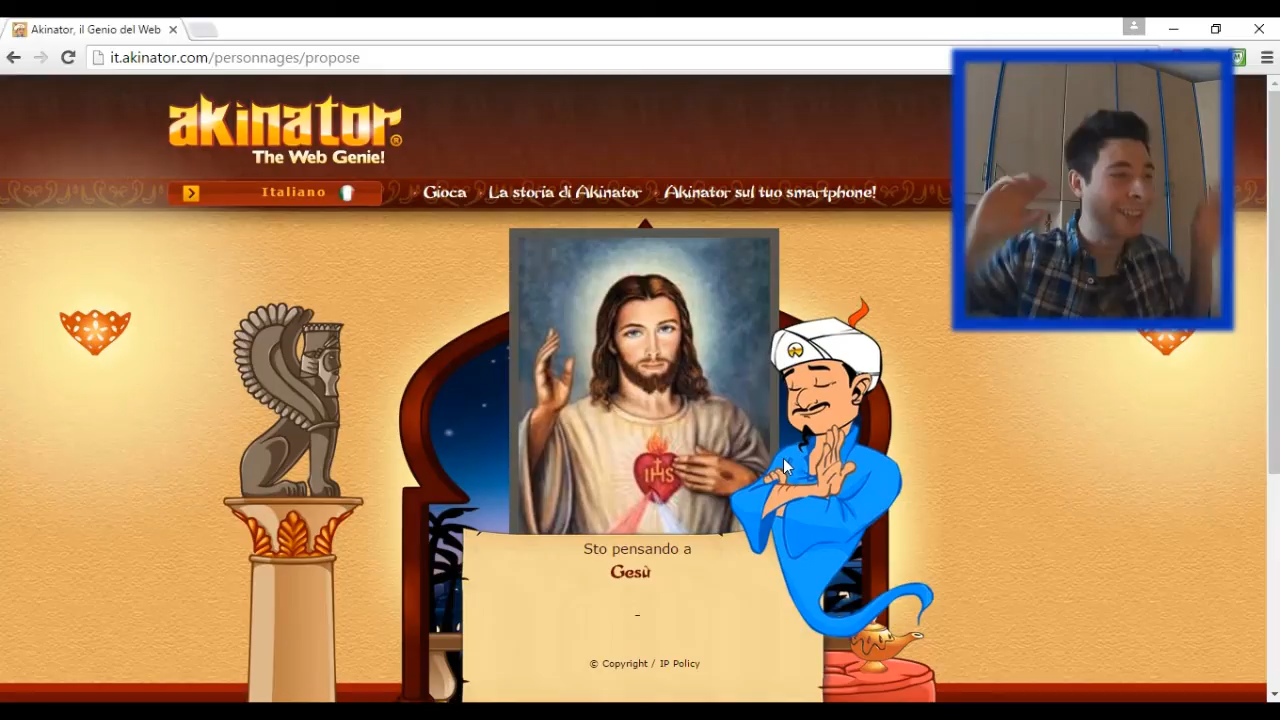 Akinator, il Genio del Web
it.akinator.com/personnages/propose
akinator®
The Web Genie!
Italiano
Gioca
La storia di Akinator
Akinator sul tuo smartphone!
IHS
Sto pensando a
Gesù
-
© Copyright / IP Policy